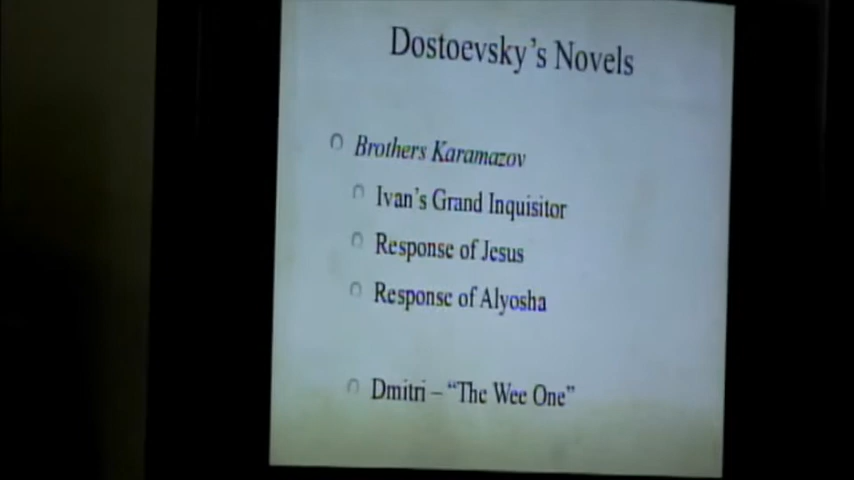 Dostoevsky's Novels
Brothers Karamazov
Ivan's Grand Inquisitor
Response of Jesus
Response of Alyosha
Dmitri – “The Wee One”